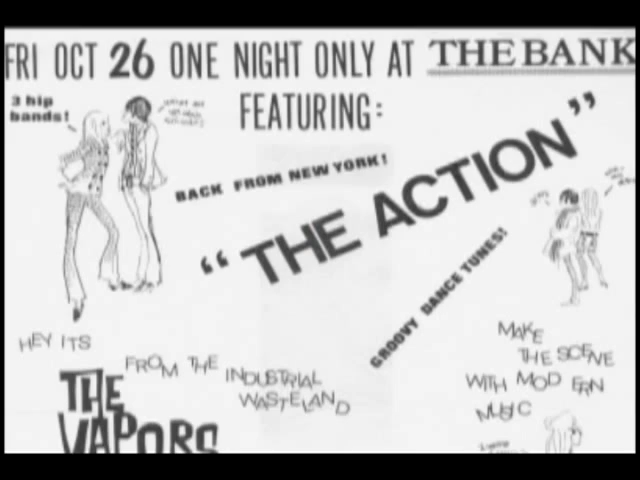 FRI OCT 26 ONE NIGHT ONLY AT THE BANK
FEATURING:
3 hip
bands!
BACK FROM NEW YORK!
"THE ACTION"
GROOVY DANCE TUNES!
HEY ITS
FROM THE INDUSTRIAL
WASTELAND
THE
VAPORS
MAKE
THE SCENE
WITH MODERN
MUSIC